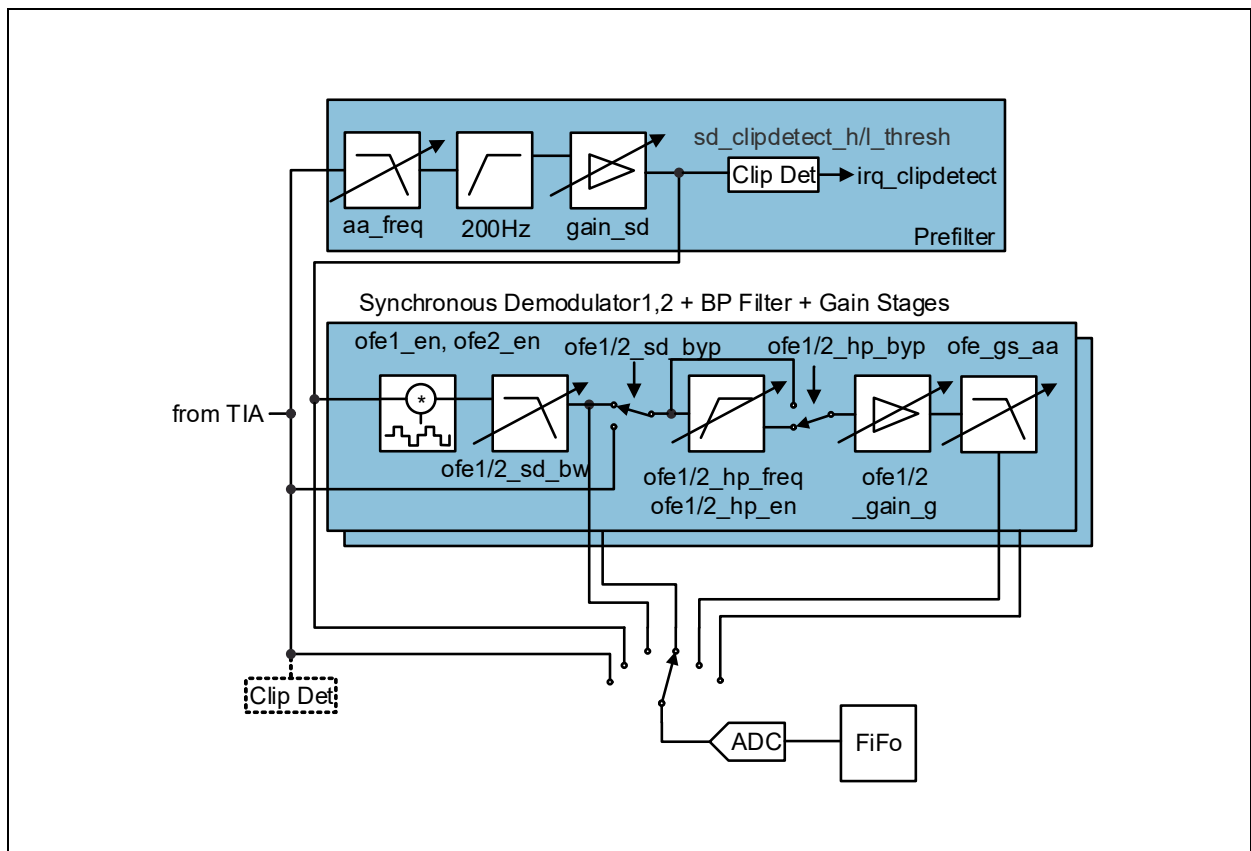 sd_clipdetect_h/l_thresh
Clip Det
irq_clipdetect
aa_freq
200Hz
gain_sd
Prefilter
Synchronous Demodulator1,2 + BP Filter + Gain Stages
ofe1_en, ofe2_en
ofe1/2_sd_byp
ofe1/2_hp_byp
ofe_gs_aa
*
from TIA
ofe1/2_sd_bw
ofe1/2_hp_freq
ofe1/2_hp_en
ofe1/2
_gain_g
Clip Det
ADC
FiFo